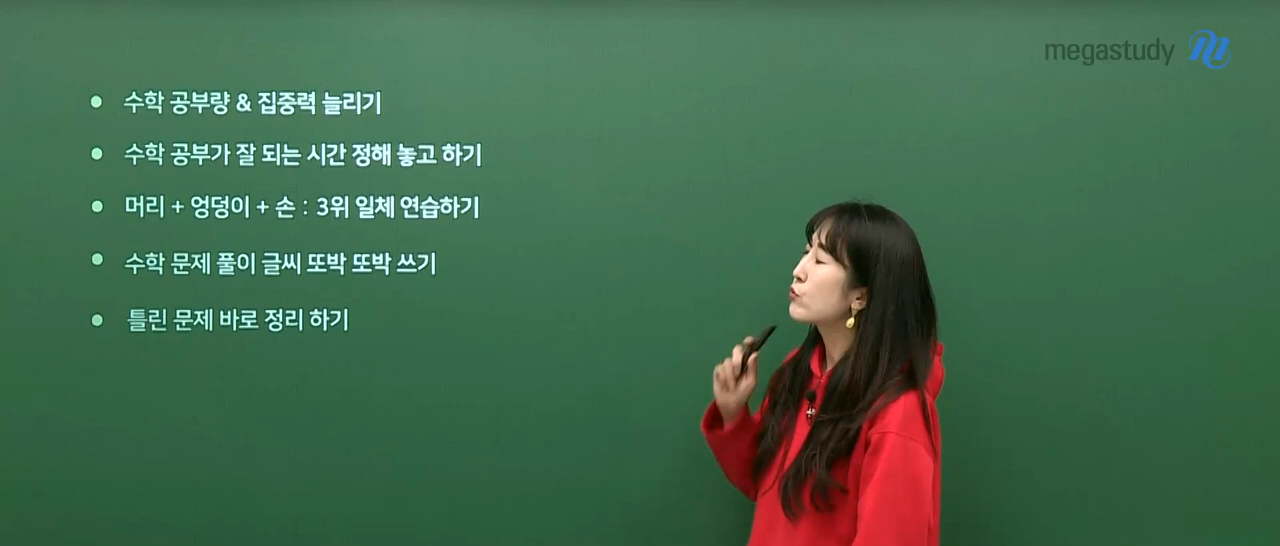 megastudy
수학 공부량 & 집중력 늘리기
수학 공부가 잘 되는 시간 정해 놓고 하기
머리 + 엉덩이 + 손 : 3위 일체 연습하기
수학 문제 풀이 글씨 또박 또박 쓰기
틀린 문제 바로 정리 하기